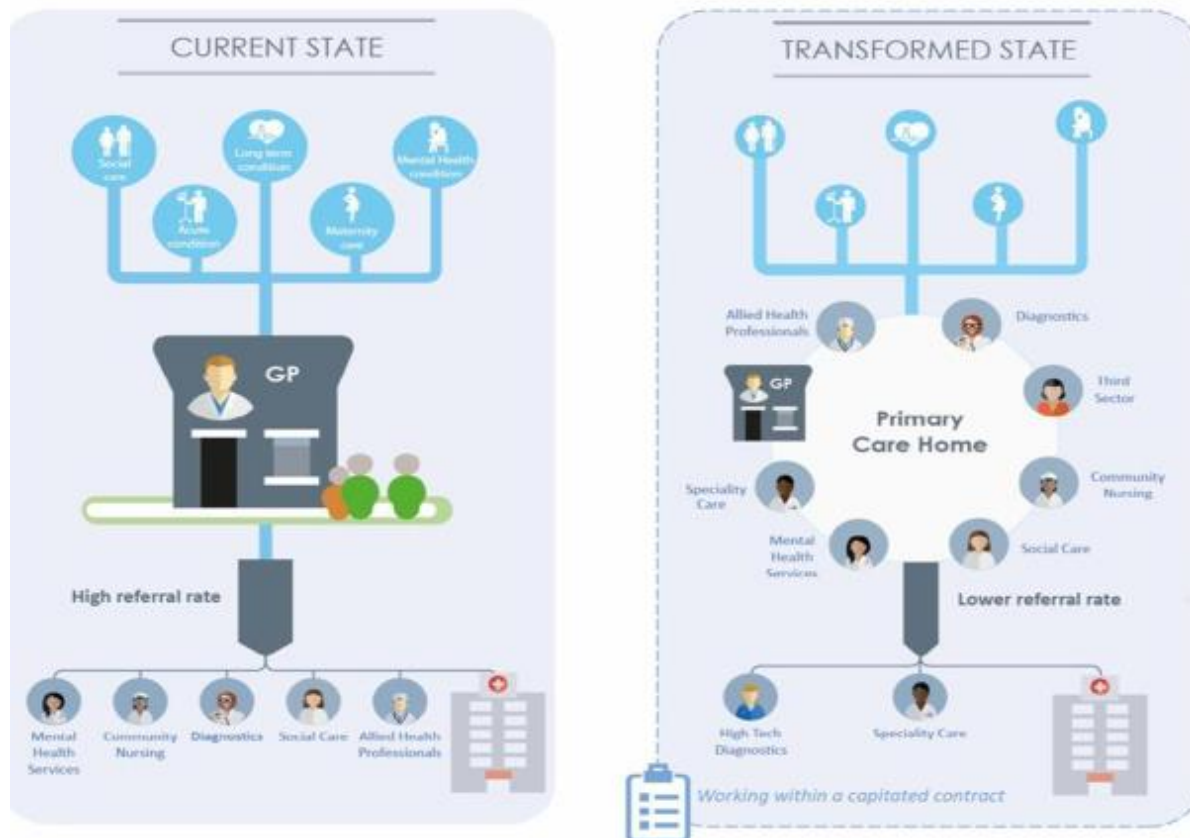 CURRENT STATE
Social
care
Long term
condition
Mental Health
condition
Acute
condition
Maternity
care
GP
High referral rate
Mental
Health
Services
Community
Nursing
Diagnostics
Social Care
Allied Health
Professionals
TRANSFORMED STATE
Allied Health
Professionals
Diagnostics
GP
Third
Sector
Primary
Care Home
Speciality
Care
Community
Nursing
Mental
Health
Services
Social Care
Lower referral rate
High Tech
Diagnostics
Speciality Care
Working within a capitated contract